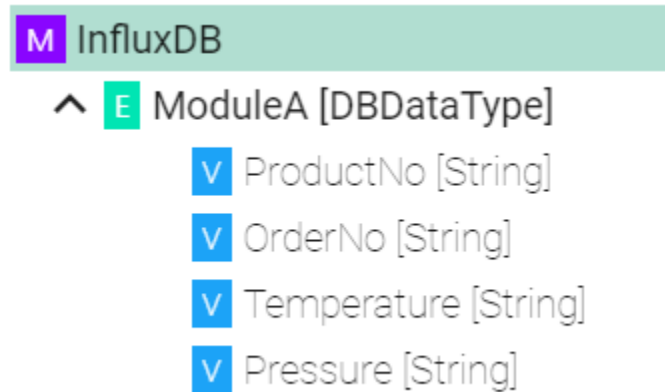 M InfluxDB
E ModuleA [DBDataType]
V ProductNo [String]
V OrderNo [String]
V Temperature [String]
V Pressure [String]